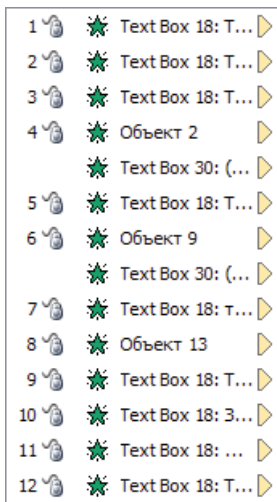 1 Text Box 18: T...
2 Text Box 18: T...
3 Text Box 18: T...
4 Объект 2
Text Box 30: (...
5 Text Box 18: T...
6 Объект 9
Text Box 30: (...
7 Text Box 18: т...
8 Объект 13
9 Text Box 18: T...
10 Text Box 18: З...
11 Text Box 18: ...
12 Text Box 18: T...